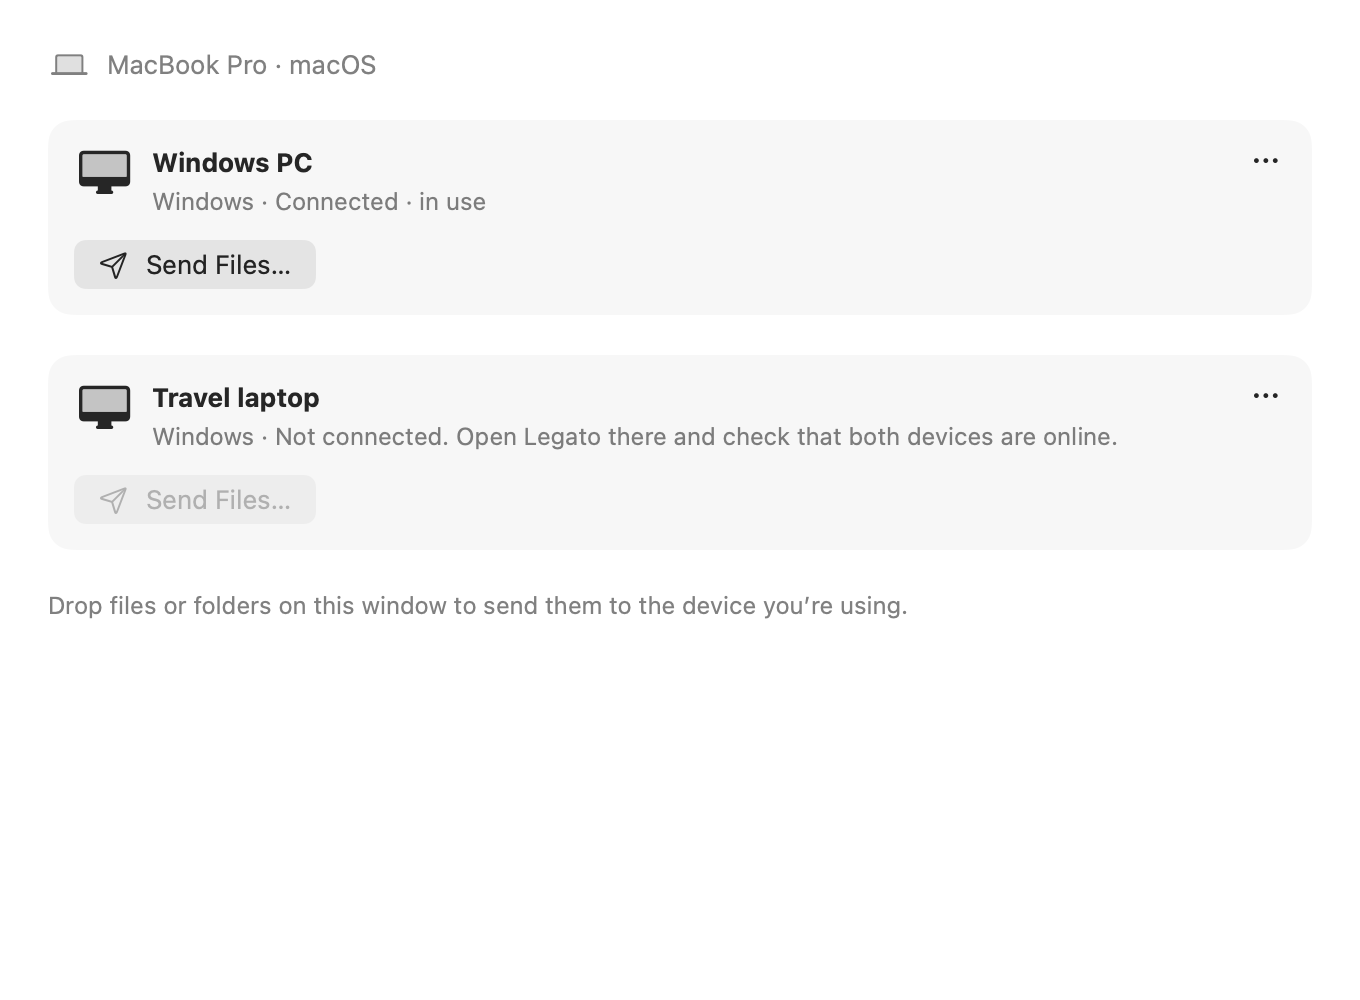 MacBook Pro · macOS
Windows PC
Windows · Connected · in use
Send Files...
Travel laptop
Windows · Not connected. Open Legato there and check that both devices are online.
Send Files...
Drop files or folders on this window to send them to the device you’re using.